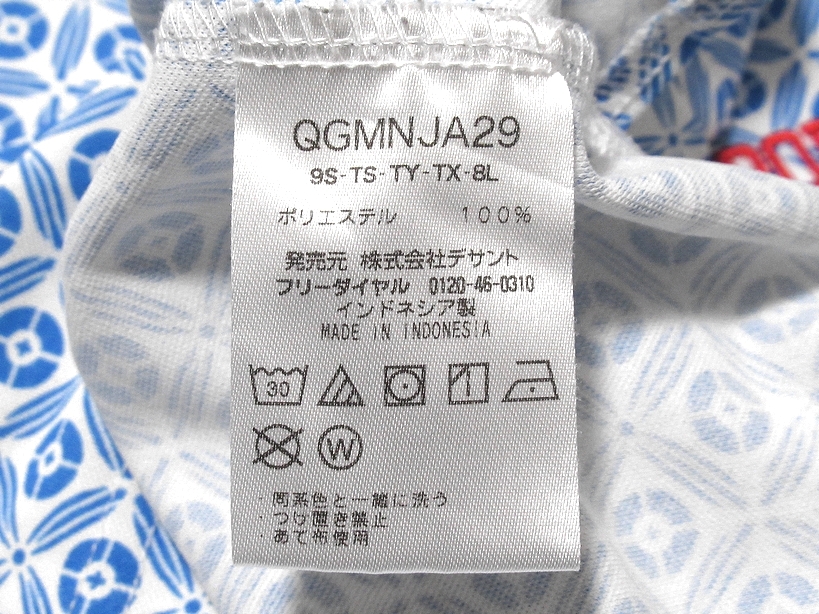 QGMNJA29
9S-TS-TY-TX-8L
ポリエステル 100%
発売元 株式会社デサント
フリーダイヤル 0120-46-0310
インドネシア製
MADE IN INDONESIA
30
W
・同系色と一緒に洗う
・つけ置き禁止
・あて布使用